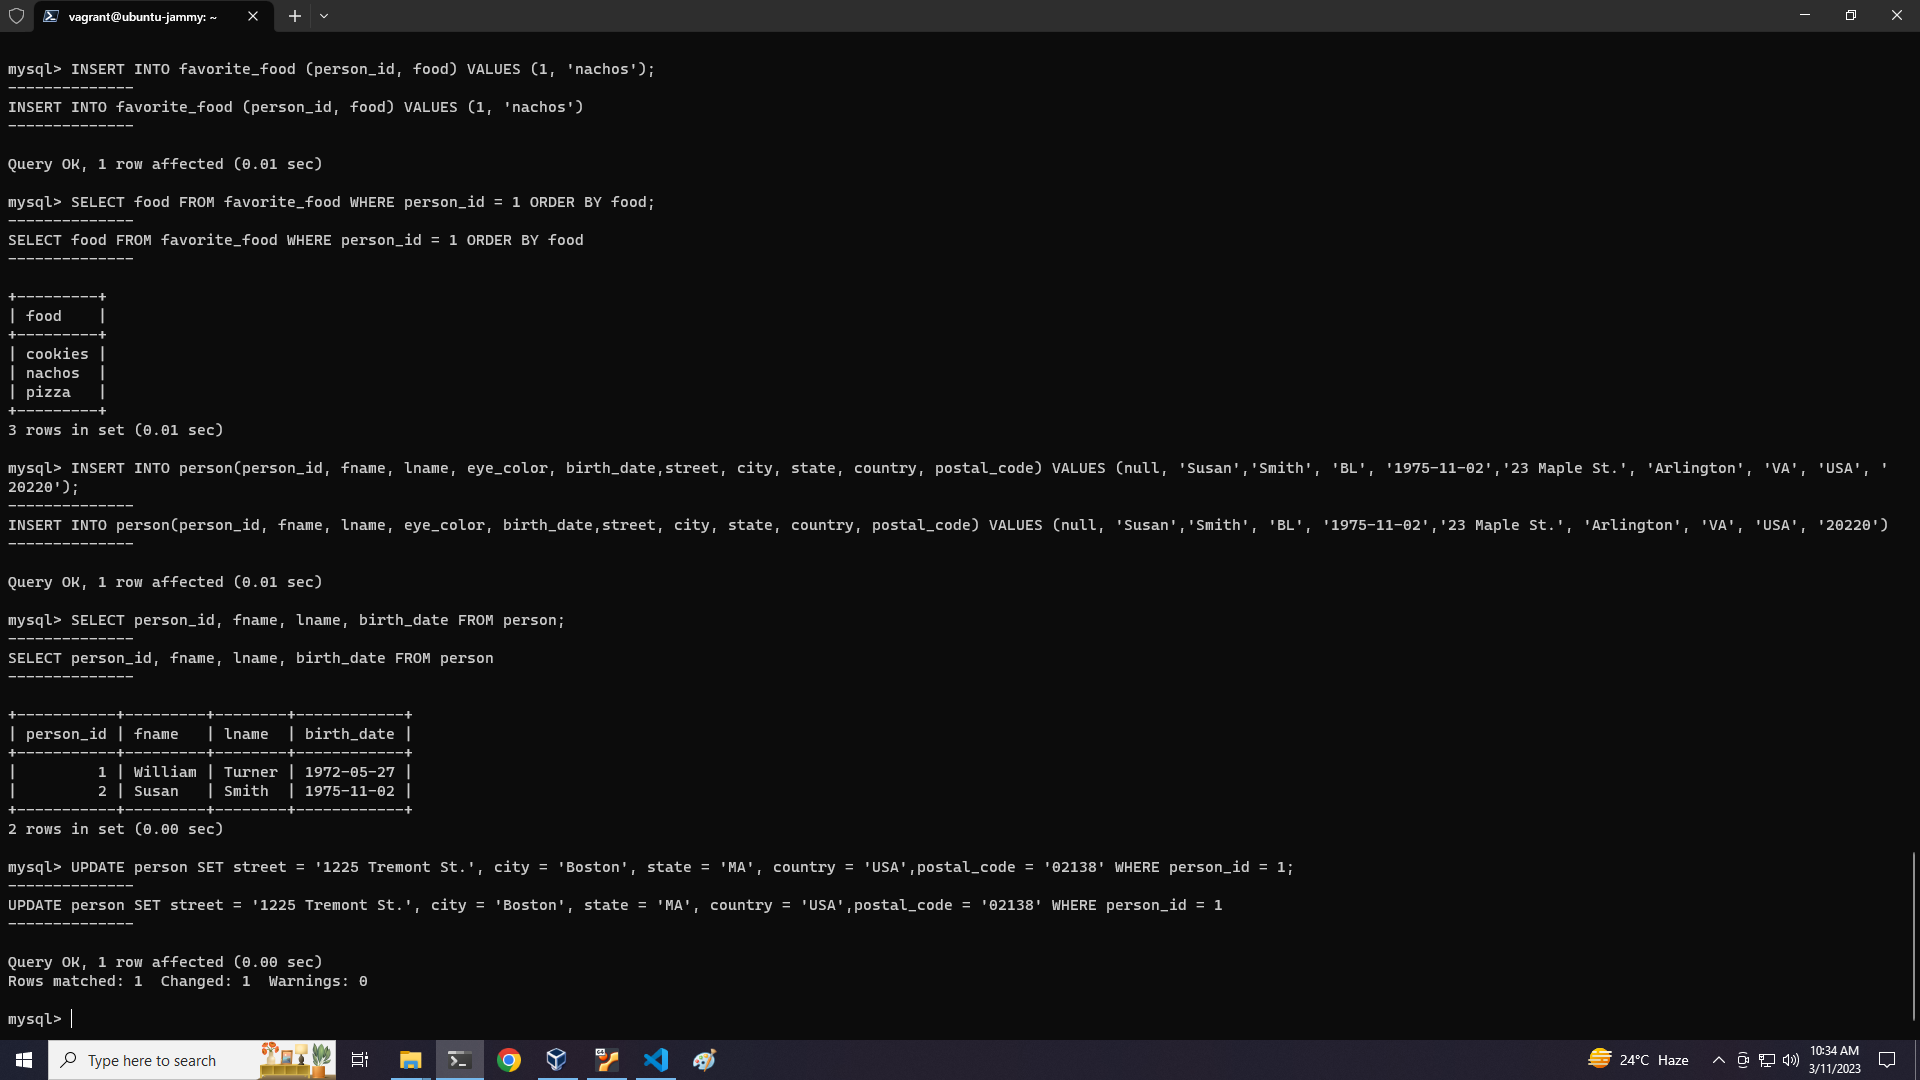 vagrant@ubuntu-jammy: ~
mysql> INSERT INTO favorite_food (person_id, food) VALUES (1, 'nachos');
--------------
INSERT INTO favorite_food (person_id, food) VALUES (1, 'nachos')
--------------
Query OK, 1 row affected (0.01 sec)
mysql> SELECT food FROM favorite_food WHERE person_id = 1 ORDER BY food;
--------------
SELECT food FROM favorite_food WHERE person_id = 1 ORDER BY food
--------------
+---------+
| food    |
+---------+
| cookies |
| nachos  |
| pizza   |
+---------+
3 rows in set (0.01 sec)
mysql> INSERT INTO person(person_id, fname, lname, eye_color, birth_date,street, city, state, country, postal_code) VALUES (null, 'Susan','Smith', 'BL', '1975-11-02','23 Maple St.', 'Arlington', 'VA', 'USA', '
20220');
--------------
INSERT INTO person(person_id, fname, lname, eye_color, birth_date,street, city, state, country, postal_code) VALUES (null, 'Susan','Smith', 'BL', '1975-11-02','23 Maple St.', 'Arlington', 'VA', 'USA', '20220')
--------------
Query OK, 1 row affected (0.01 sec)
mysql> SELECT person_id, fname, lname, birth_date FROM person;
--------------
SELECT person_id, fname, lname, birth_date FROM person
--------------
+-----------+---------+--------+------------+
| person_id | fname   | lname  | birth_date |
+-----------+---------+--------+------------+
|         1 | William | Turner | 1972-05-27 |
|         2 | Susan   | Smith  | 1975-11-02 |
+-----------+---------+--------+------------+
2 rows in set (0.00 sec)
mysql> UPDATE person SET street = '1225 Tremont St.', city = 'Boston', state = 'MA', country = 'USA',postal_code = '02138' WHERE person_id = 1;
--------------
UPDATE person SET street = '1225 Tremont St.', city = 'Boston', state = 'MA', country = 'USA',postal_code = '02138' WHERE person_id = 1
--------------
Query OK, 1 row affected (0.00 sec)
Rows matched: 1  Changed: 1  Warnings: 0
mysql>
Type here to search
24°C Haze
10:34 AM
3/11/2023